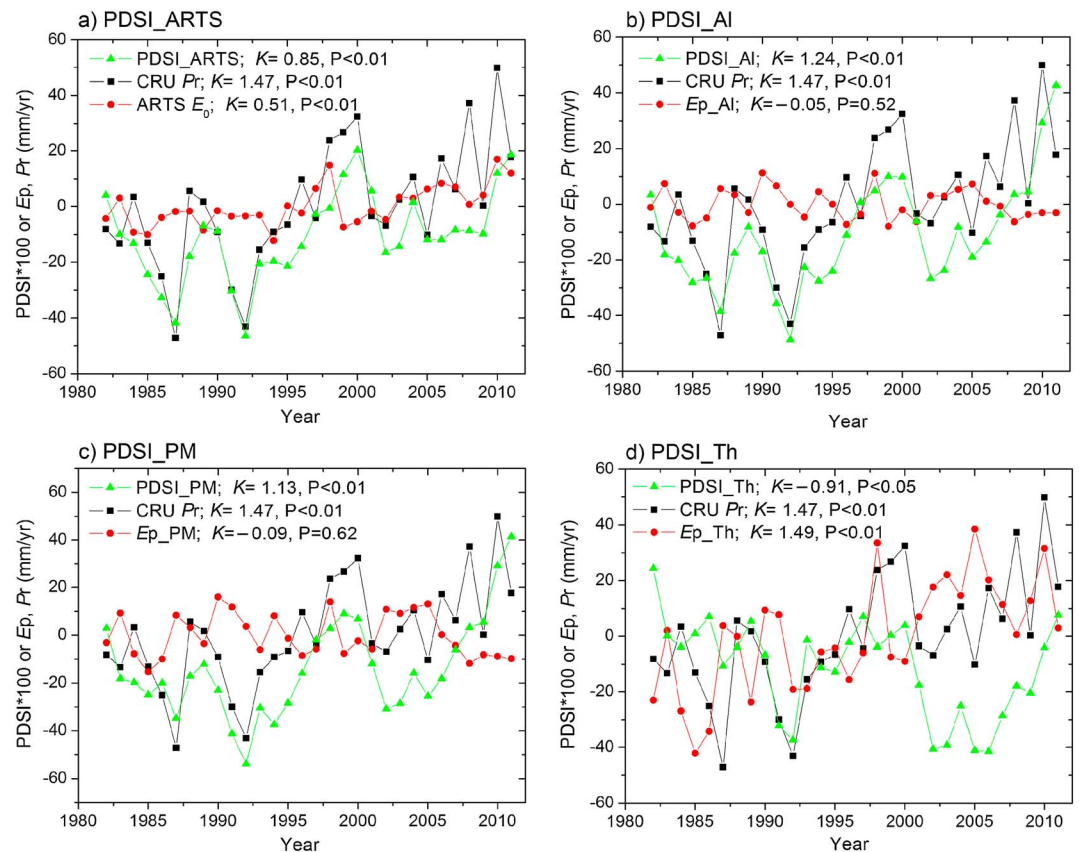 a) PDSI_ARTS
PDSI_ARTS; K= 0.85, P<0.01
CRU Pr; K= 1.47, P<0.01
ARTS E₀; K= 0.51, P<0.01
PDSI*100 or Ep, Pr (mm/yr)
60
40
20
0
-20
-40
-60
1980 1985 1990 1995 2000 2005 2010
Year
b) PDSI_AI
PDSI_AI; K= 1.24, P<0.01
CRU Pr; K= 1.47, P<0.01
Ep_AI; K=−0.05, P=0.52
PDSI*100 or Ep, Pr (mm/yr)
60
40
20
0
-20
-40
-60
1980 1985 1990 1995 2000 2005 2010
Year
c) PDSI_PM
PDSI_PM; K= 1.13, P<0.01
CRU Pr; K= 1.47, P<0.01
Ep_PM; K=−0.09, P=0.62
PDSI*100 or Ep, Pr (mm/yr)
60
40
20
0
-20
-40
-60
1980 1985 1990 1995 2000 2005 2010
Year
d) PDSI_Th
PDSI_Th; K=−0.91, P<0.05
CRU Pr; K= 1.47, P<0.01
Ep_Th; K= 1.49, P<0.01
PDSI*100 or Ep, Pr (mm/yr)
60
40
20
0
-20
-40
-60
1980 1985 1990 1995 2000 2005 2010
Year